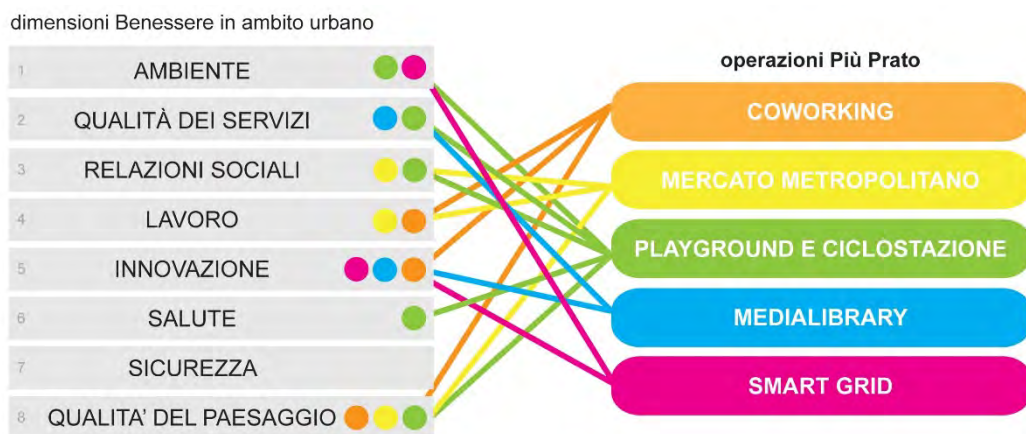 dimensioni Benessere in ambito urbano
1 AMBIENTE
2 QUALITÀ DEI SERVIZI
3 RELAZIONI SOCIALI
4 LAVORO
5 INNOVAZIONE
6 SALUTE
7 SICUREZZA
8 QUALITA' DEL PAESAGGIO
operazioni Più Prato
COWORKING
MERCATO METROPOLITANO
PLAYGROUND E CICLOSTAZIONE
MEDIALIBRARY
SMART GRID